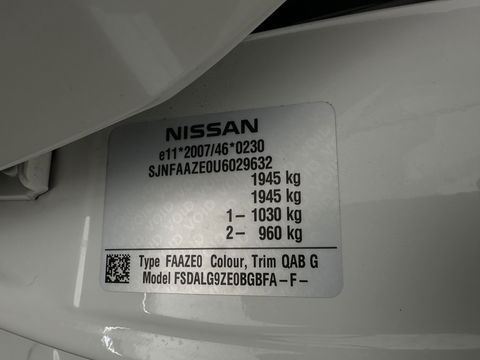 NISSAN
e11*2007/46*0230
SJNFAAZE0U6029632
1945 kg
1945 kg
1- 1030 kg
2- 960 kg
Type FAAZE0 Colour, Trim QAB G
Model FSDALG9ZE0BGBFA-F-